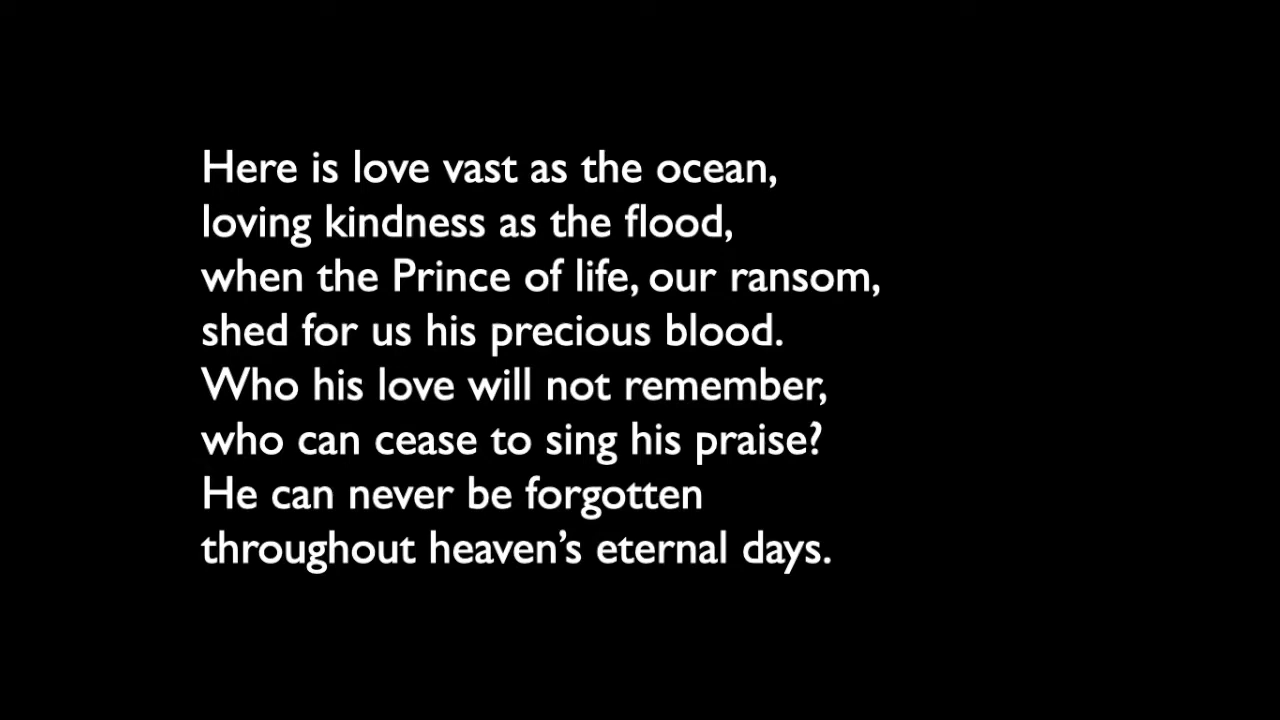 Here is love vast as the ocean,
loving kindness as the flood,
when the Prince of life, our ransom,
shed for us his precious blood.
Who his love will not remember,
who can cease to sing his praise?
He can never be forgotten
throughout heaven’s eternal days.